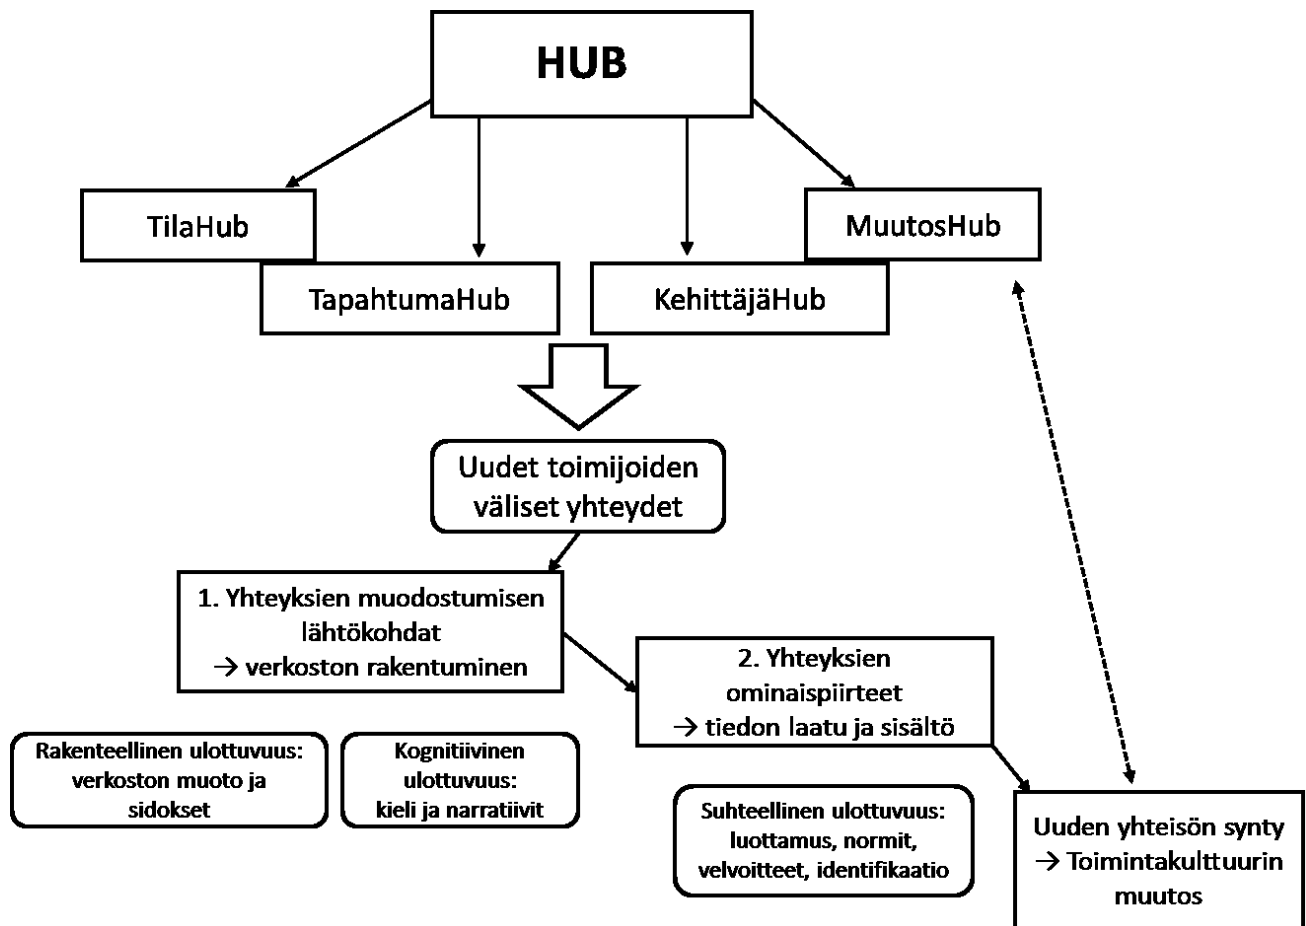 HUB
TilaHub
MuutosHub
TapahtumaHub
KehittäjäHub
Uudet toimijoiden
väliset yhteydet
1. Yhteyksien muodostumisen
lähtökohdat
→ verkoston rakentuminen
2. Yhteyksien
ominaispiirteet
→ tiedon laatu ja sisältö
Rakenteellinen ulottuvuus:
verkoston muoto ja
sidokset
Kognitiivinen
ulottuvuus:
kieli ja narratiivit
Suhteellinen ulottuvuus:
luottamus, normit,
velvoitteet, identifikaatio
Uuden yhteisön synty
→ Toimintakulttuurin
muutos